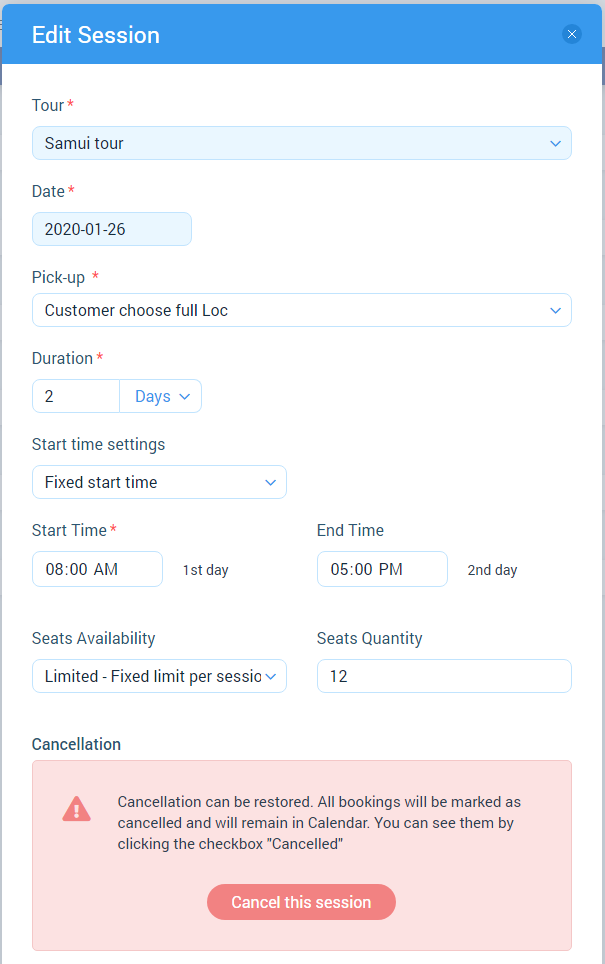 Edit Session
Tour *
Samui tour
Date *
2020-01-26
Pick-up *
Customer choose full Loc
Duration *
2 Days
Start time settings
Fixed start time
Start Time * End Time
08:00 AM 1st day 05:00 PM 2nd day
Seats Availability Seats Quantity
Limited - Fixed limit per sessio 12
Cancellation
Cancellation can be restored. All bookings will be marked as
cancelled and will remain in Calendar. You can see them by
clicking the checkbox "Cancelled"
Cancel this session